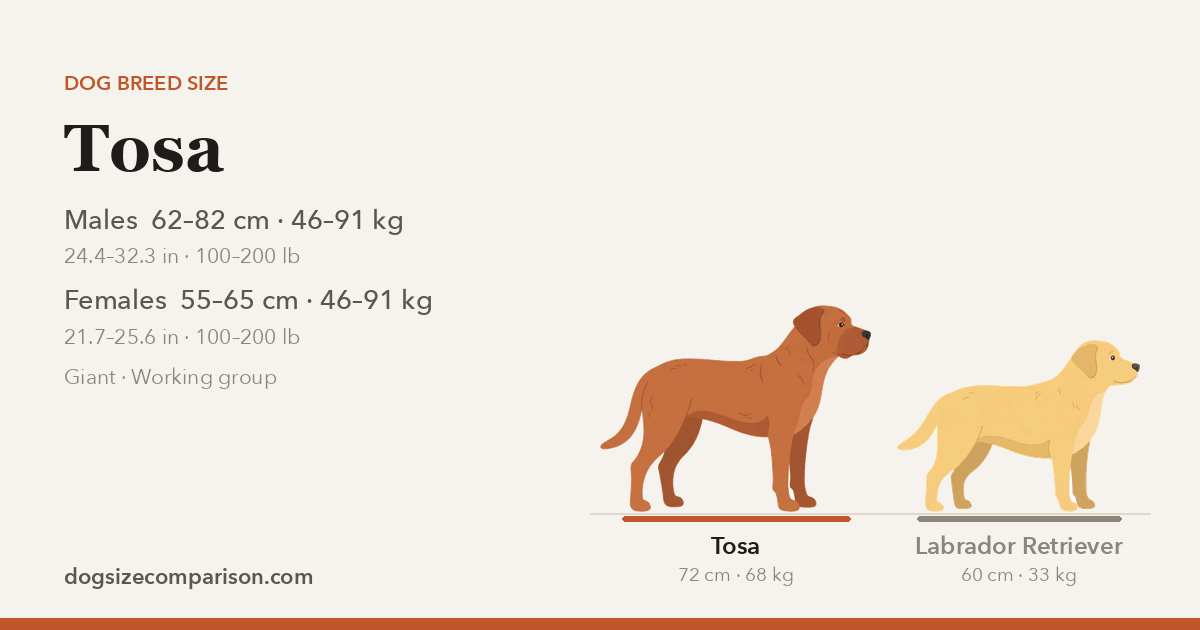 DOG BREED SIZE
Tosa
Males 62–82 cm · 46–91 kg
24.4–32.3 in · 100–200 lb
Females 55–65 cm · 46–91 kg
21.7–25.6 in · 100–200 lb
Giant · Working group
Tosa
72 cm · 68 kg
Labrador Retriever
60 cm · 33 kg
dogsizecomparison.com